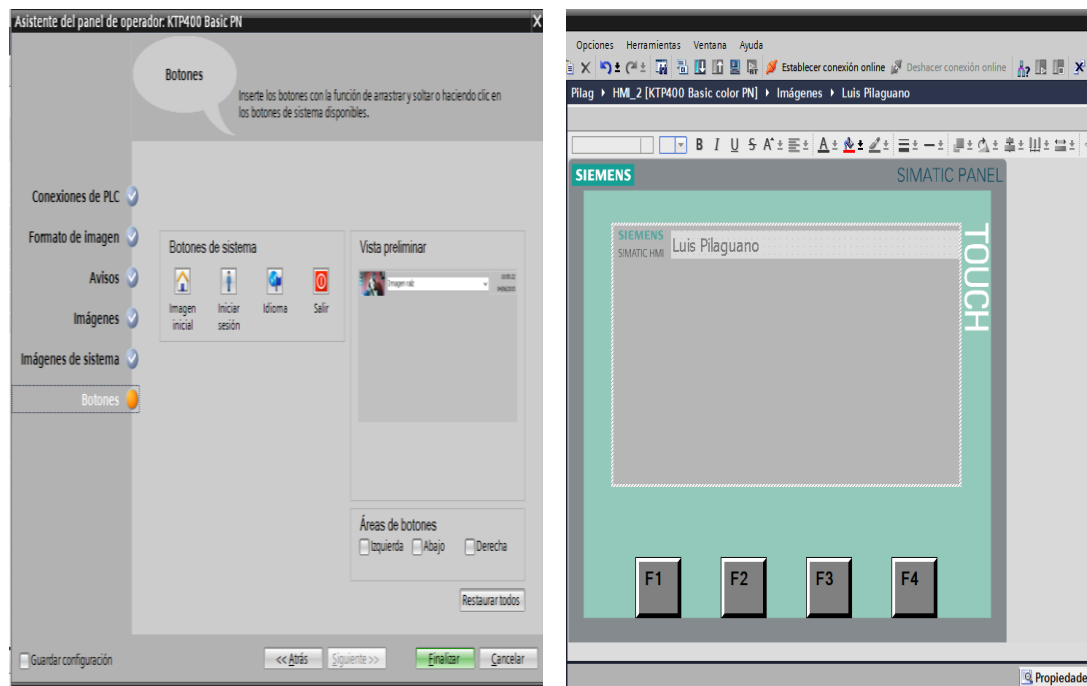 Asistente del panel de operador: KTP400 Basic PN
X
Botones
Inserte los botones con la función de arrastrar y soltar o haciendo clic en
los botones de sistema disponibles.
Conexiones de PLC
Formato de imagen
Avisos
Imágenes
Imágenes de sistema
Botones
Botones de sistema
Imagen inicial
Iniciar sesión
Idioma
Salir
Vista preliminar
Imagen raíz
Áreas de botones
Izquierda Abajo Derecha
Restaurar todos
Guardar configuración
<< Atrás Siguiente >> Finalizar Cancelar
Opciones Herramientas Ventana Ayuda
Establecer conexión online Deshacer conexión online
Pilag HMI_2 [KTP400 Basic color PN] Imágenes Luis Pilaguano
B I U S A A
SIEMENS SIMATIC PANEL
SIEMENS
SIMATIC HMI Luis Pilaguano
TOUCH
F1 F2 F3 F4
Propiedade